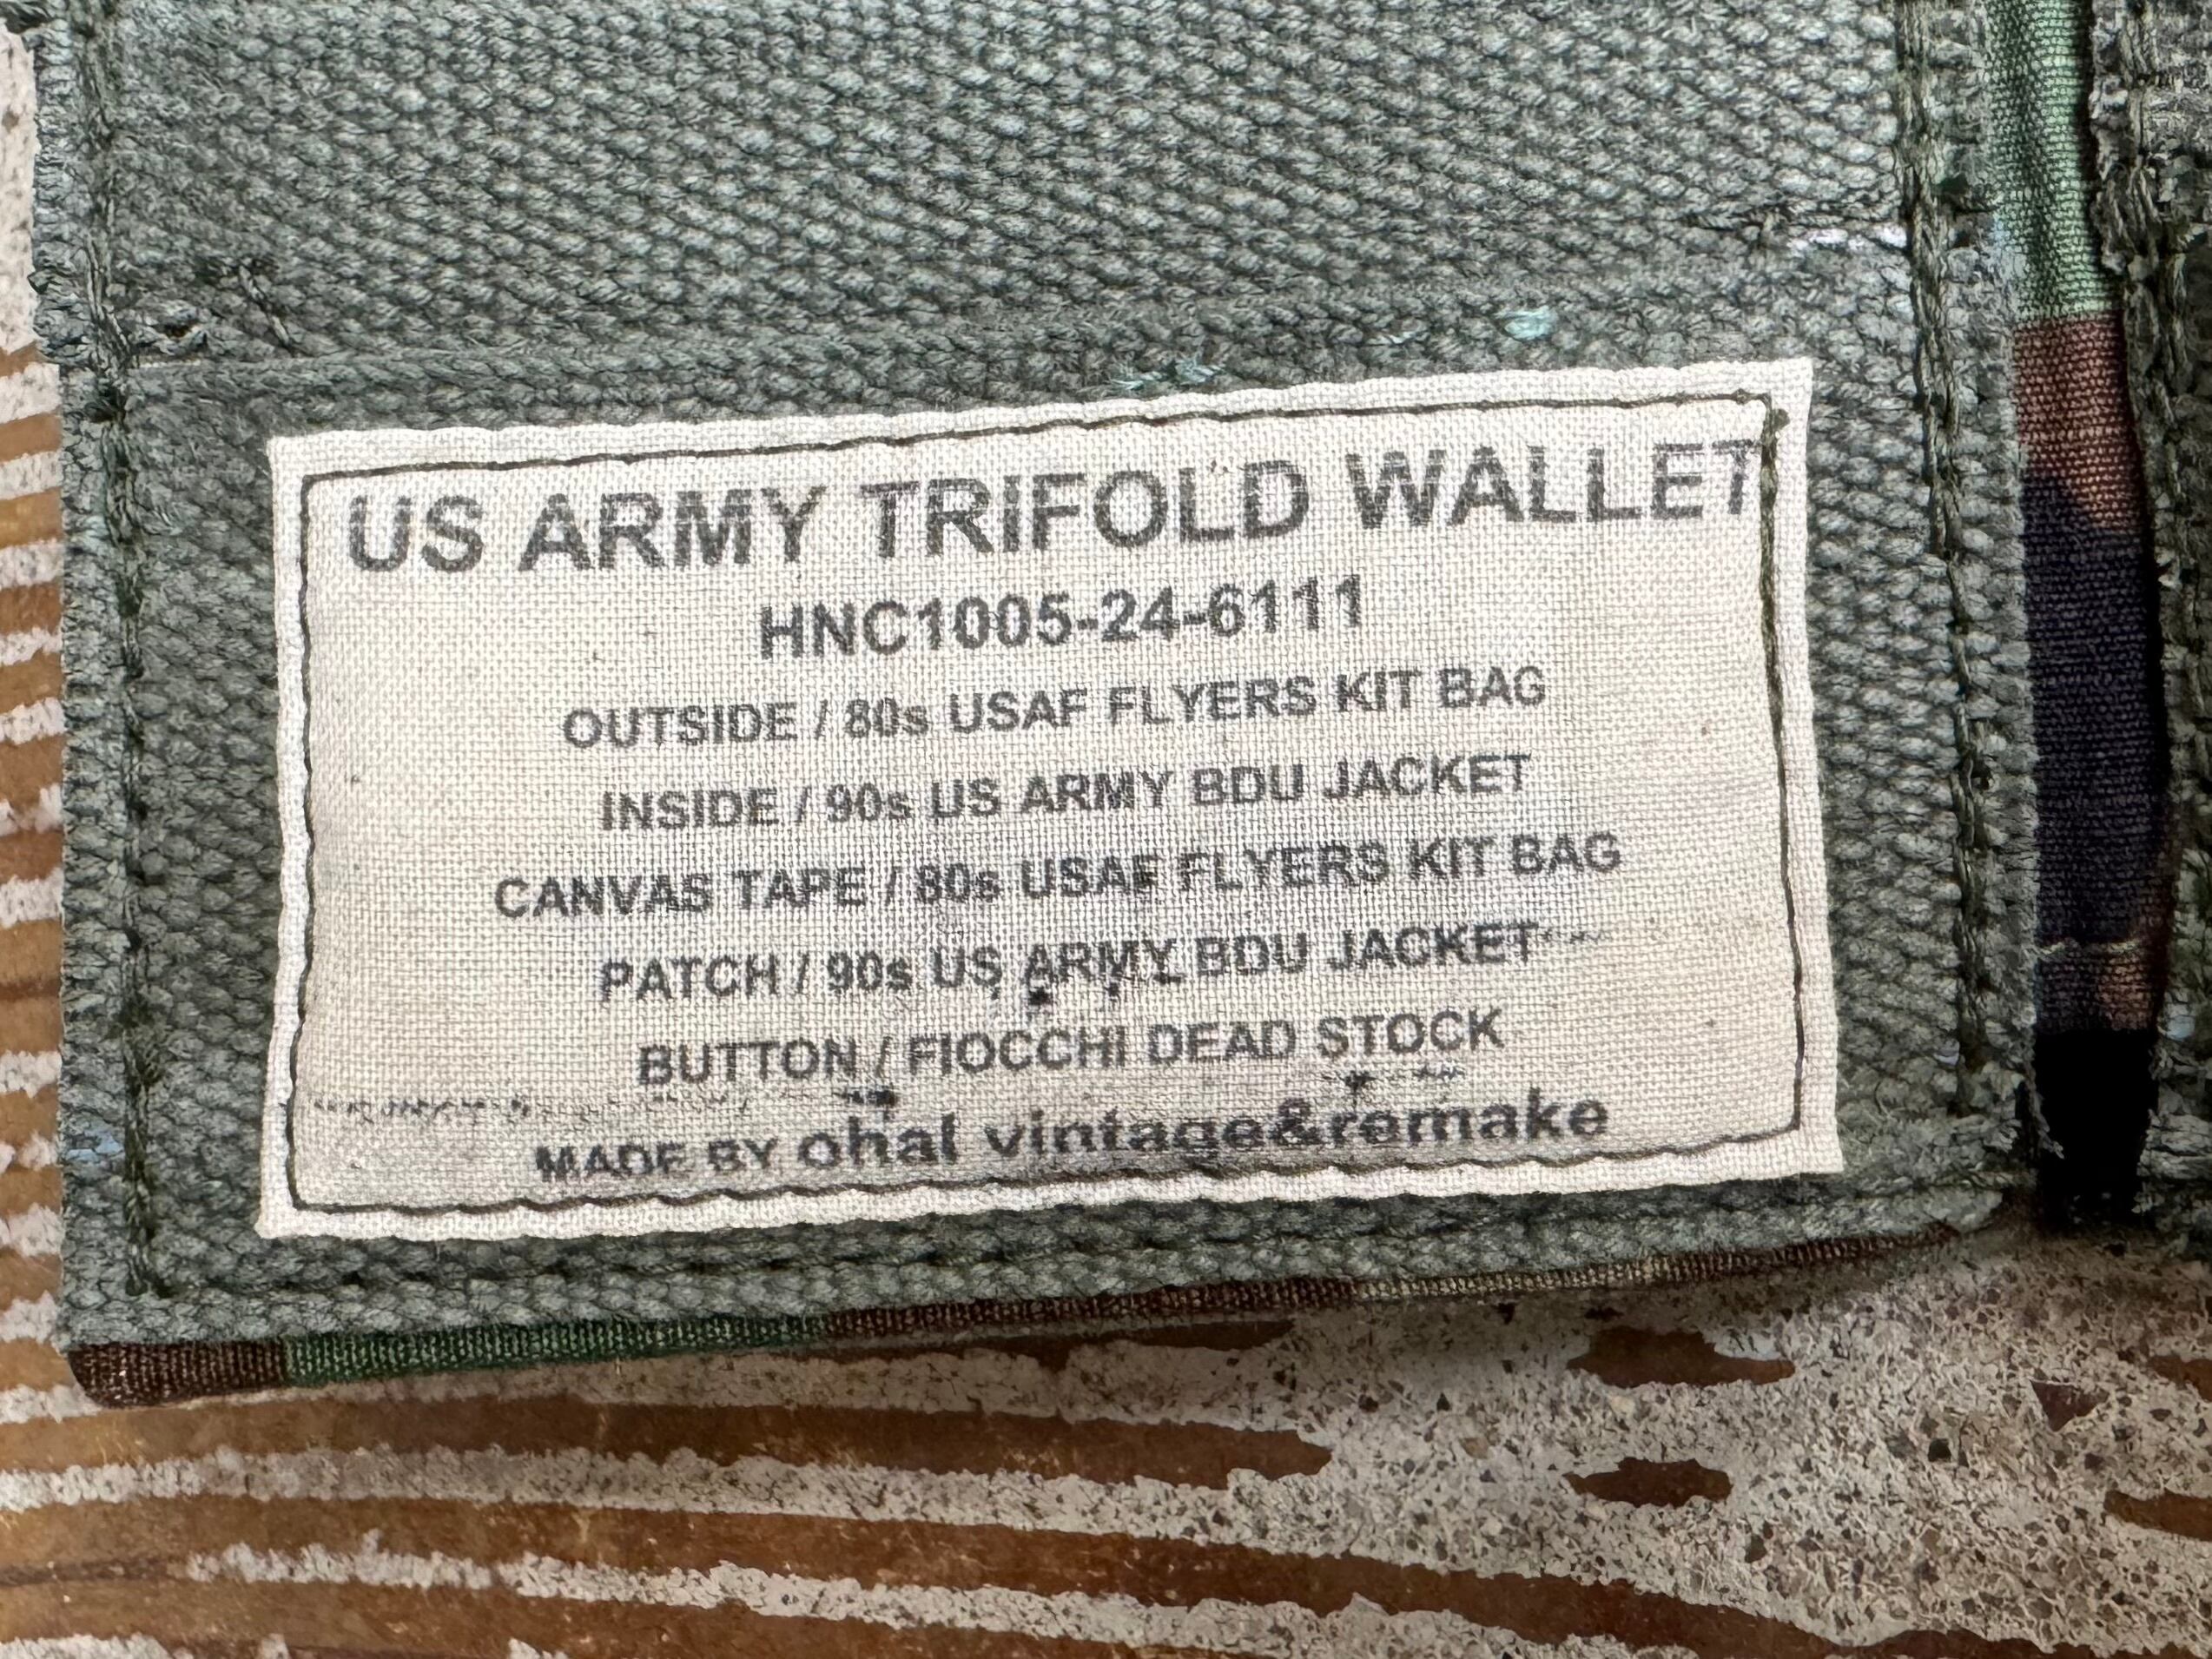 US ARMY TRIFOLD WALLET
HNC1005-24-6111
OUTSIDE / 80s USAF FLYERS KIT BAG
INSIDE / 90s US ARMY BDU JACKET
CANVAS TAPE / 80s USAF FLYERS KIT BAG
PATCH / 90s US ARMY BDU JACKET
BUTTON / FIOCCHI DEAD STOCK
MADE BY ohal vintage&remake